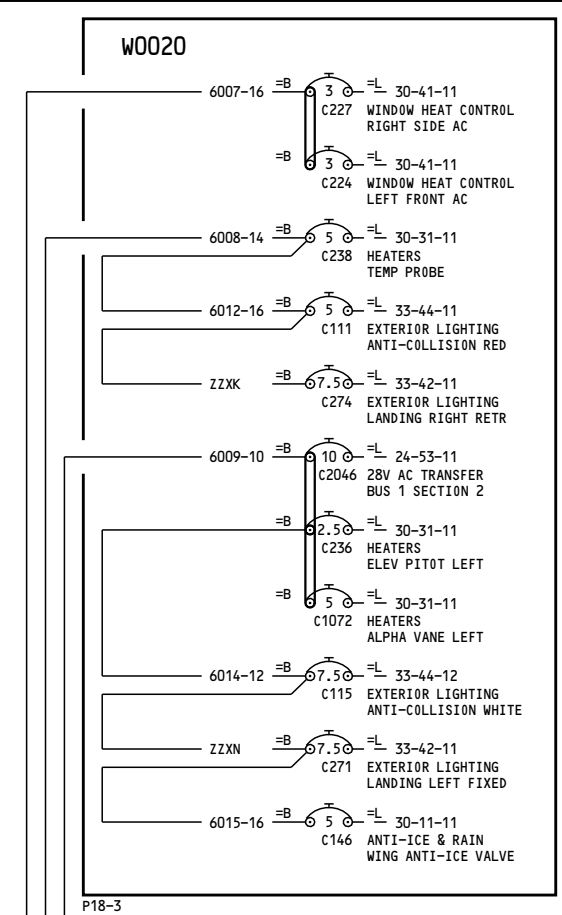 W0020
6007-16 =B 3 =L 30-41-11
C227 WINDOW HEAT CONTROL
RIGHT SIDE AC
=B 3 =L 30-41-11
C224 WINDOW HEAT CONTROL
LEFT FRONT AC
6008-14 =B 5 =L 30-31-11
C238 HEATERS
TEMP PROBE
6012-16 =B 5 =L 33-44-11
C111 EXTERIOR LIGHTING
ANTI-COLLISION RED
ZZXK =B 7.5 =L 33-42-11
C274 EXTERIOR LIGHTING
LANDING RIGHT RETR
6009-10 =B 10 =L 24-53-11
C2046 28V AC TRANSFER
BUS 1 SECTION 2
=B 2.5 =L 30-31-11
C236 HEATERS
ELEV PITOT LEFT
=B 5 =L 30-31-11
C1072 HEATERS
ALPHA VANE LEFT
6014-12 =B 7.5 =L 33-44-12
C115 EXTERIOR LIGHTING
ANTI-COLLISION WHITE
ZZXN =B 7.5 =L 33-42-11
C271 EXTERIOR LIGHTING
LANDING LEFT FIXED
6015-16 =B 5 =L 30-11-11
C146 ANTI-ICE & RAIN
WING ANTI-ICE VALVE
P18-3